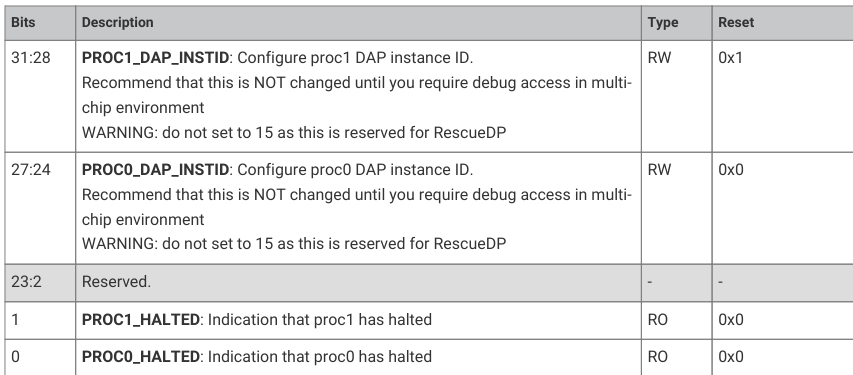 Bits Description Type Reset
31:28 PROC1_DAP_INSTID: Configure proc1 DAP instance ID. RW 0x1
Recommend that this is NOT changed until you require debug access in multi-
chip environment
WARNING: do not set to 15 as this is reserved for RescueDP
27:24 PROC0_DAP_INSTID: Configure proc0 DAP instance ID. RW 0x0
Recommend that this is NOT changed until you require debug access in multi-
chip environment
WARNING: do not set to 15 as this is reserved for RescueDP
23:2 Reserved. - -
1 PROC1_HALTED: Indication that proc1 has halted RO 0x0
0 PROC0_HALTED: Indication that proc0 has halted RO 0x0